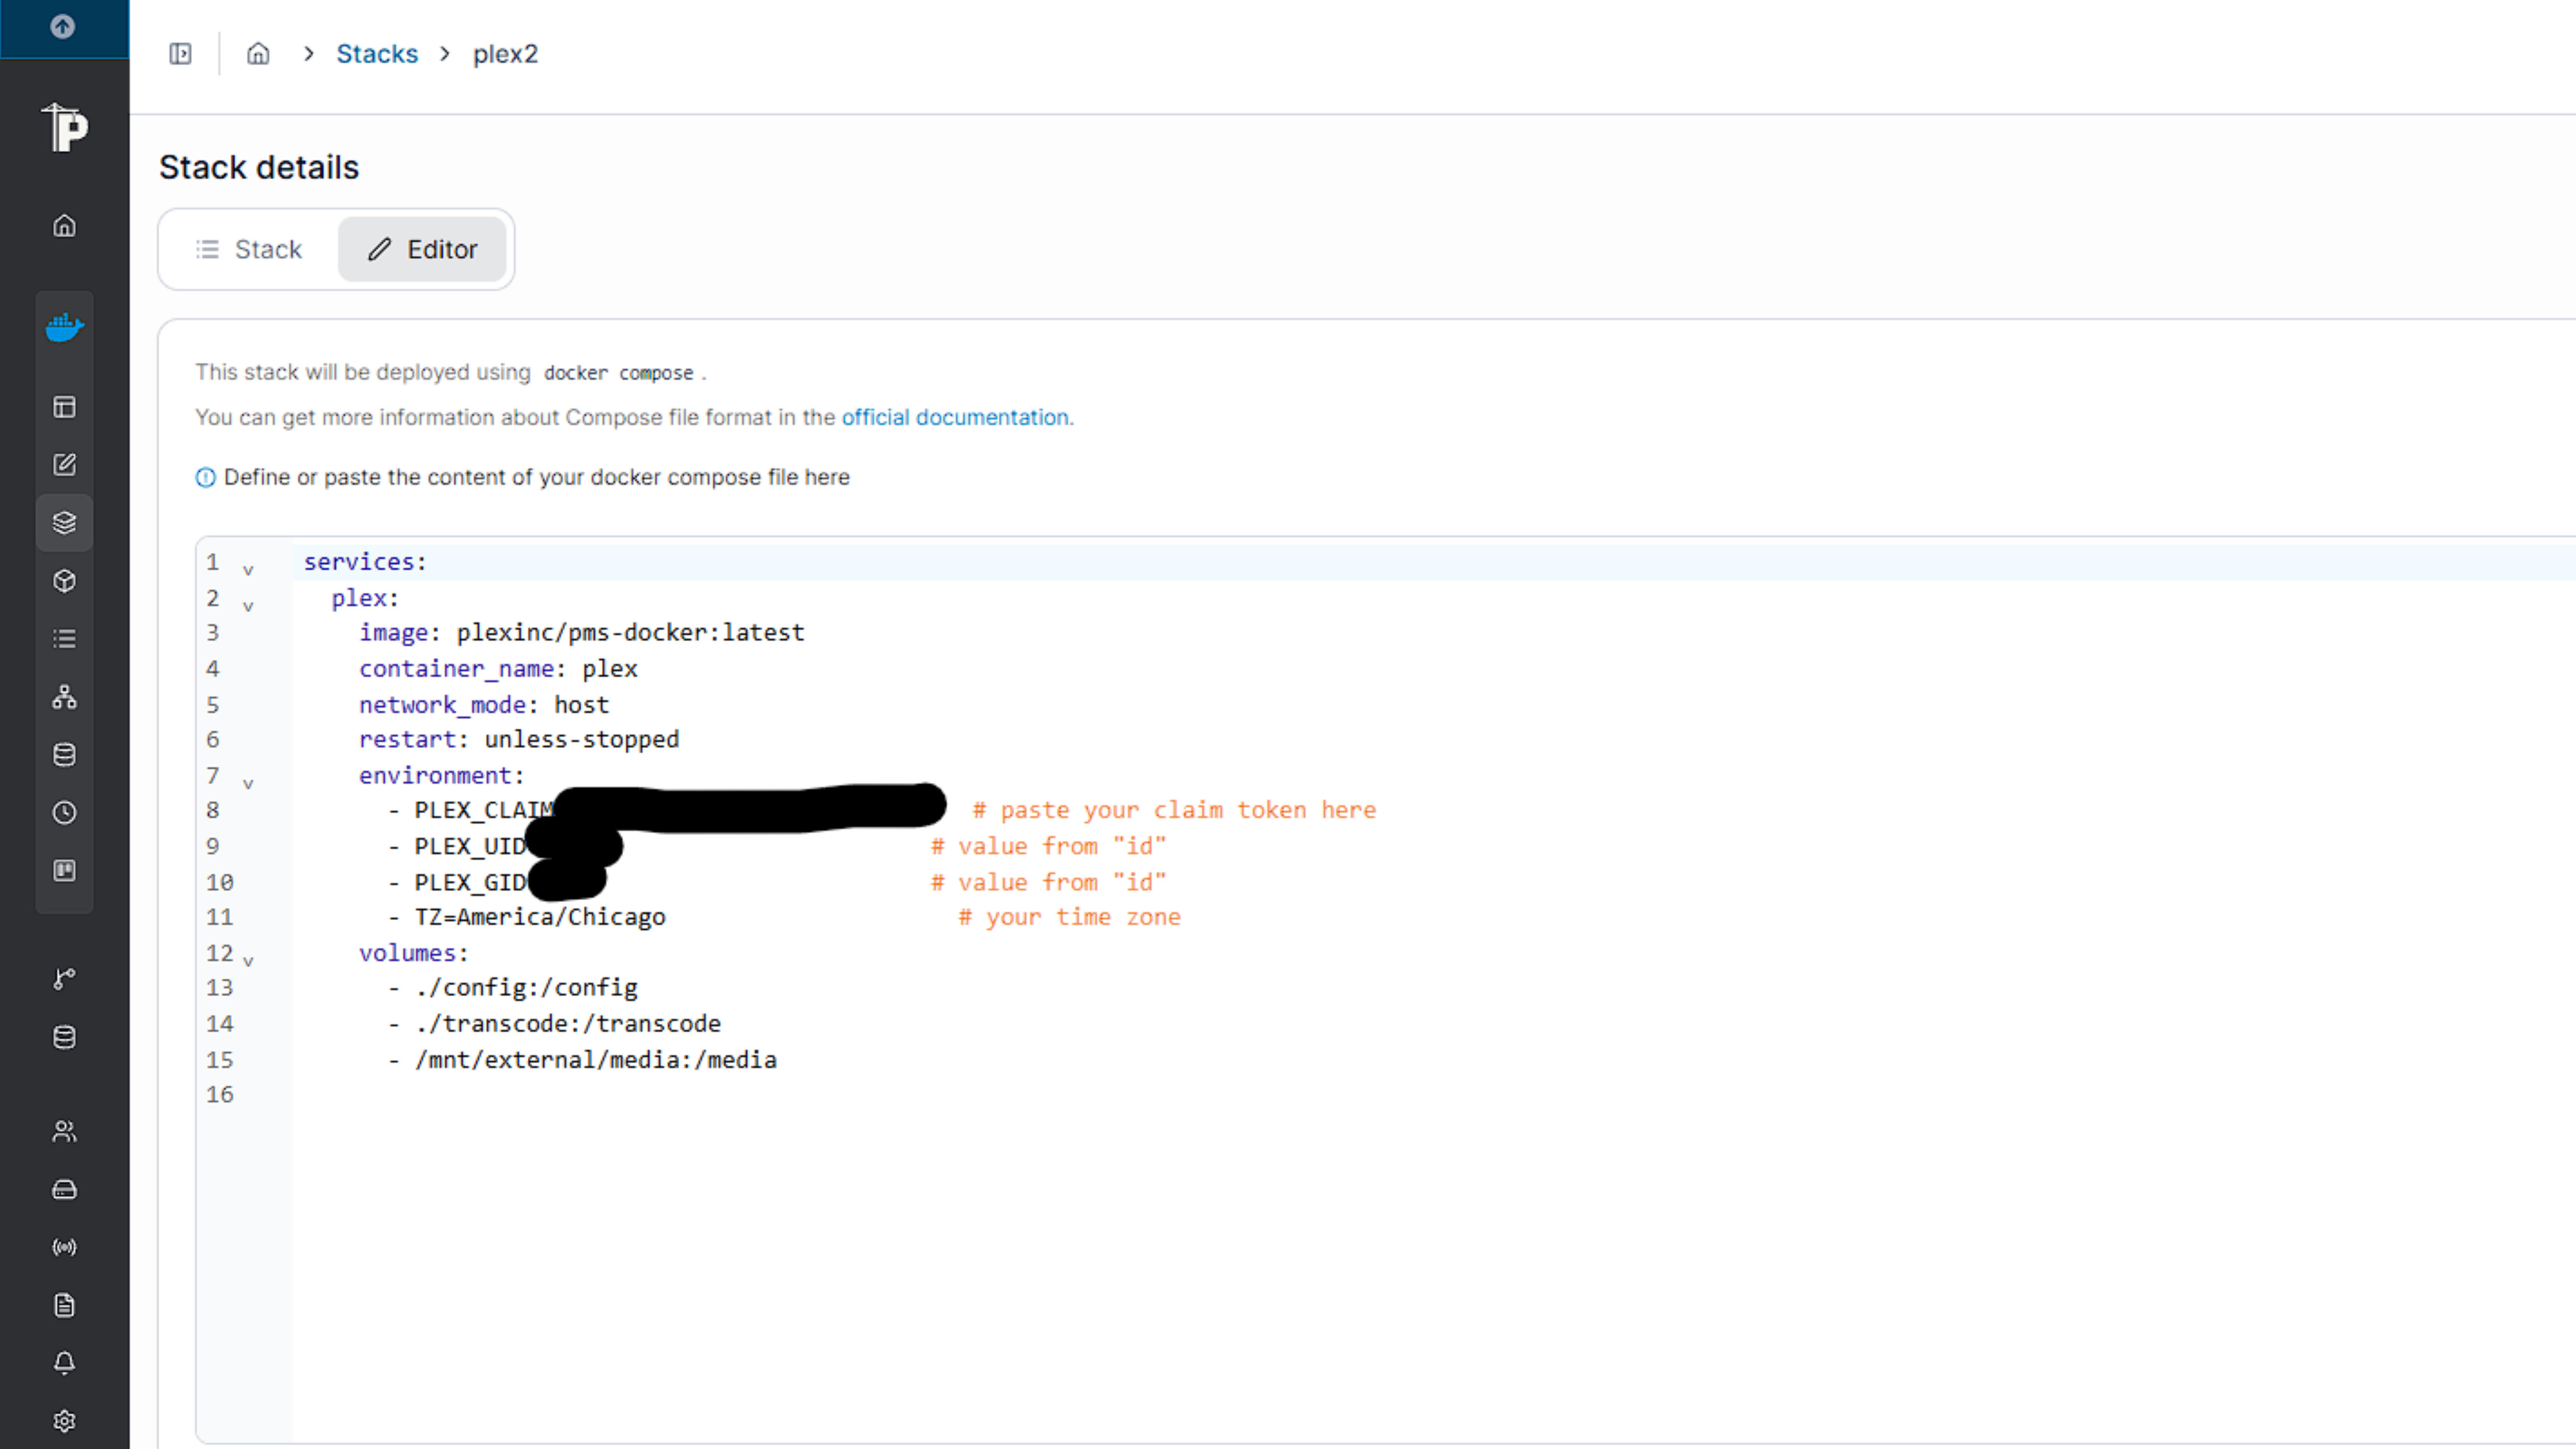 Stacks > plex2
Stack details
Stack Editor
This stack will be deployed using docker compose .
You can get more information about Compose file format in the official documentation.
Define or paste the content of your docker compose file here
1 services:
2 plex:
3 image: plexinc/pms-docker:latest
4 container_name: plex
5 network_mode: host
6 restart: unless-stopped
7 environment:
8 - PLEX_CLAIM # paste your claim token here
9 - PLEX_UID # value from "id"
10 - PLEX_GID # value from "id"
11 - TZ=America/Chicago # your time zone
12 volumes:
13 - ./config:/config
14 - ./transcode:/transcode
15 - /mnt/external/media:/media
16